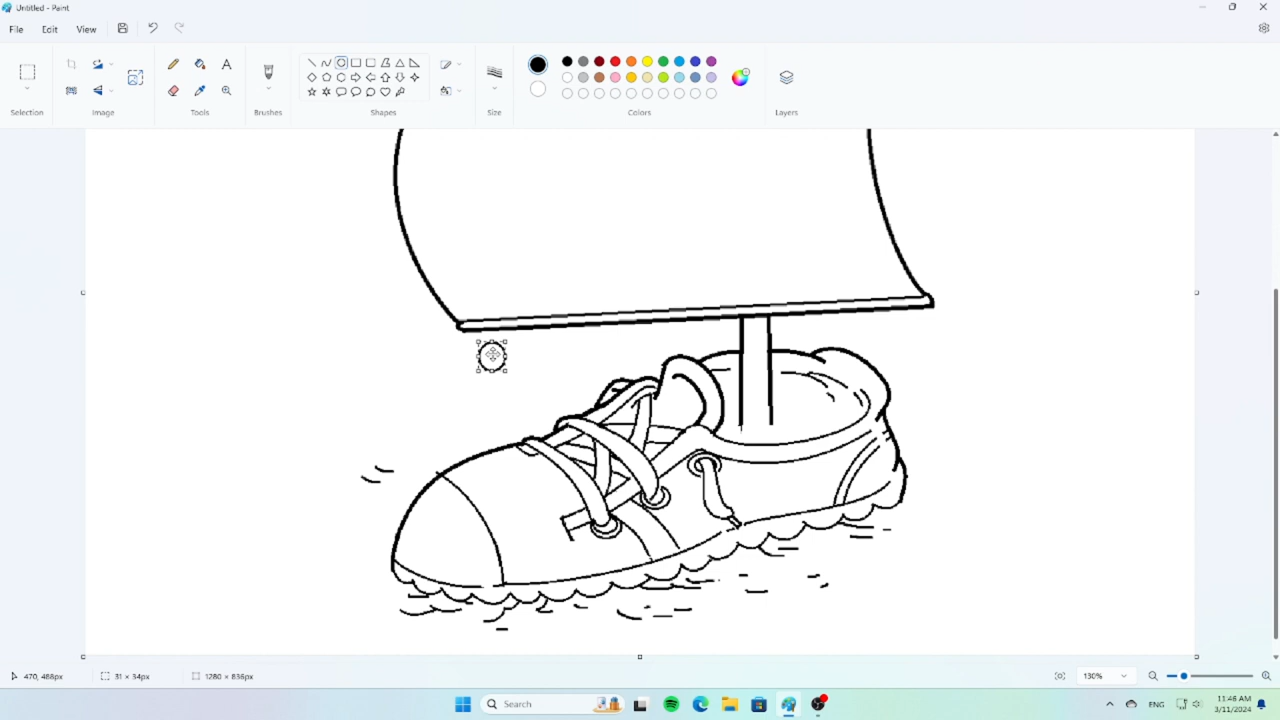 Untitled - Paint
File Edit View
Selection Image Tools Brushes Shapes Size Colors Layers
470, 488px 31 × 34px 1280 × 836px 130%
Search ENG 11:46 AM
3/11/2024